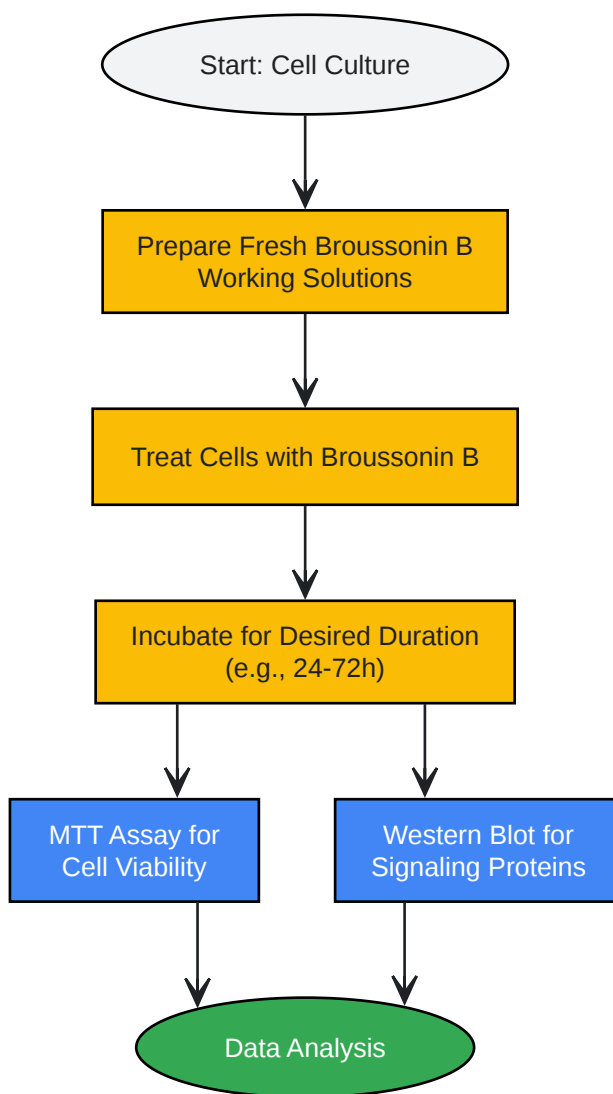 Start: Cell Culture
Prepare Fresh Broussonin B
Working Solutions
Treat Cells with Broussonin B
Incubate for Desired Duration
(e.g., 24-72h)
MTT Assay for
Cell Viability
Western Blot for
Signaling Proteins
Data Analysis